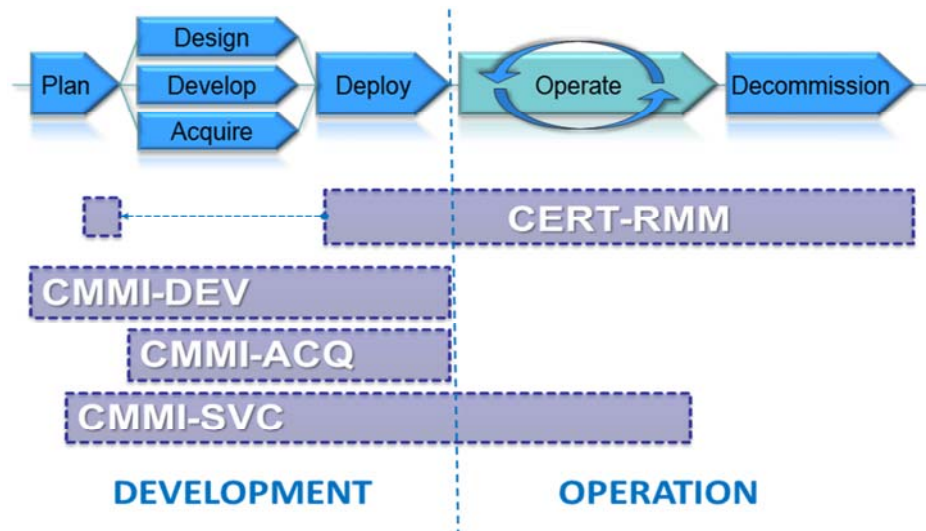 Design
Plan
Develop
Deploy
Operate
Decommission
Acquire
CERT-RMM
CMMI-DEV
CMMI-ACQ
CMMI-SVC
DEVELOPMENT
OPERATION